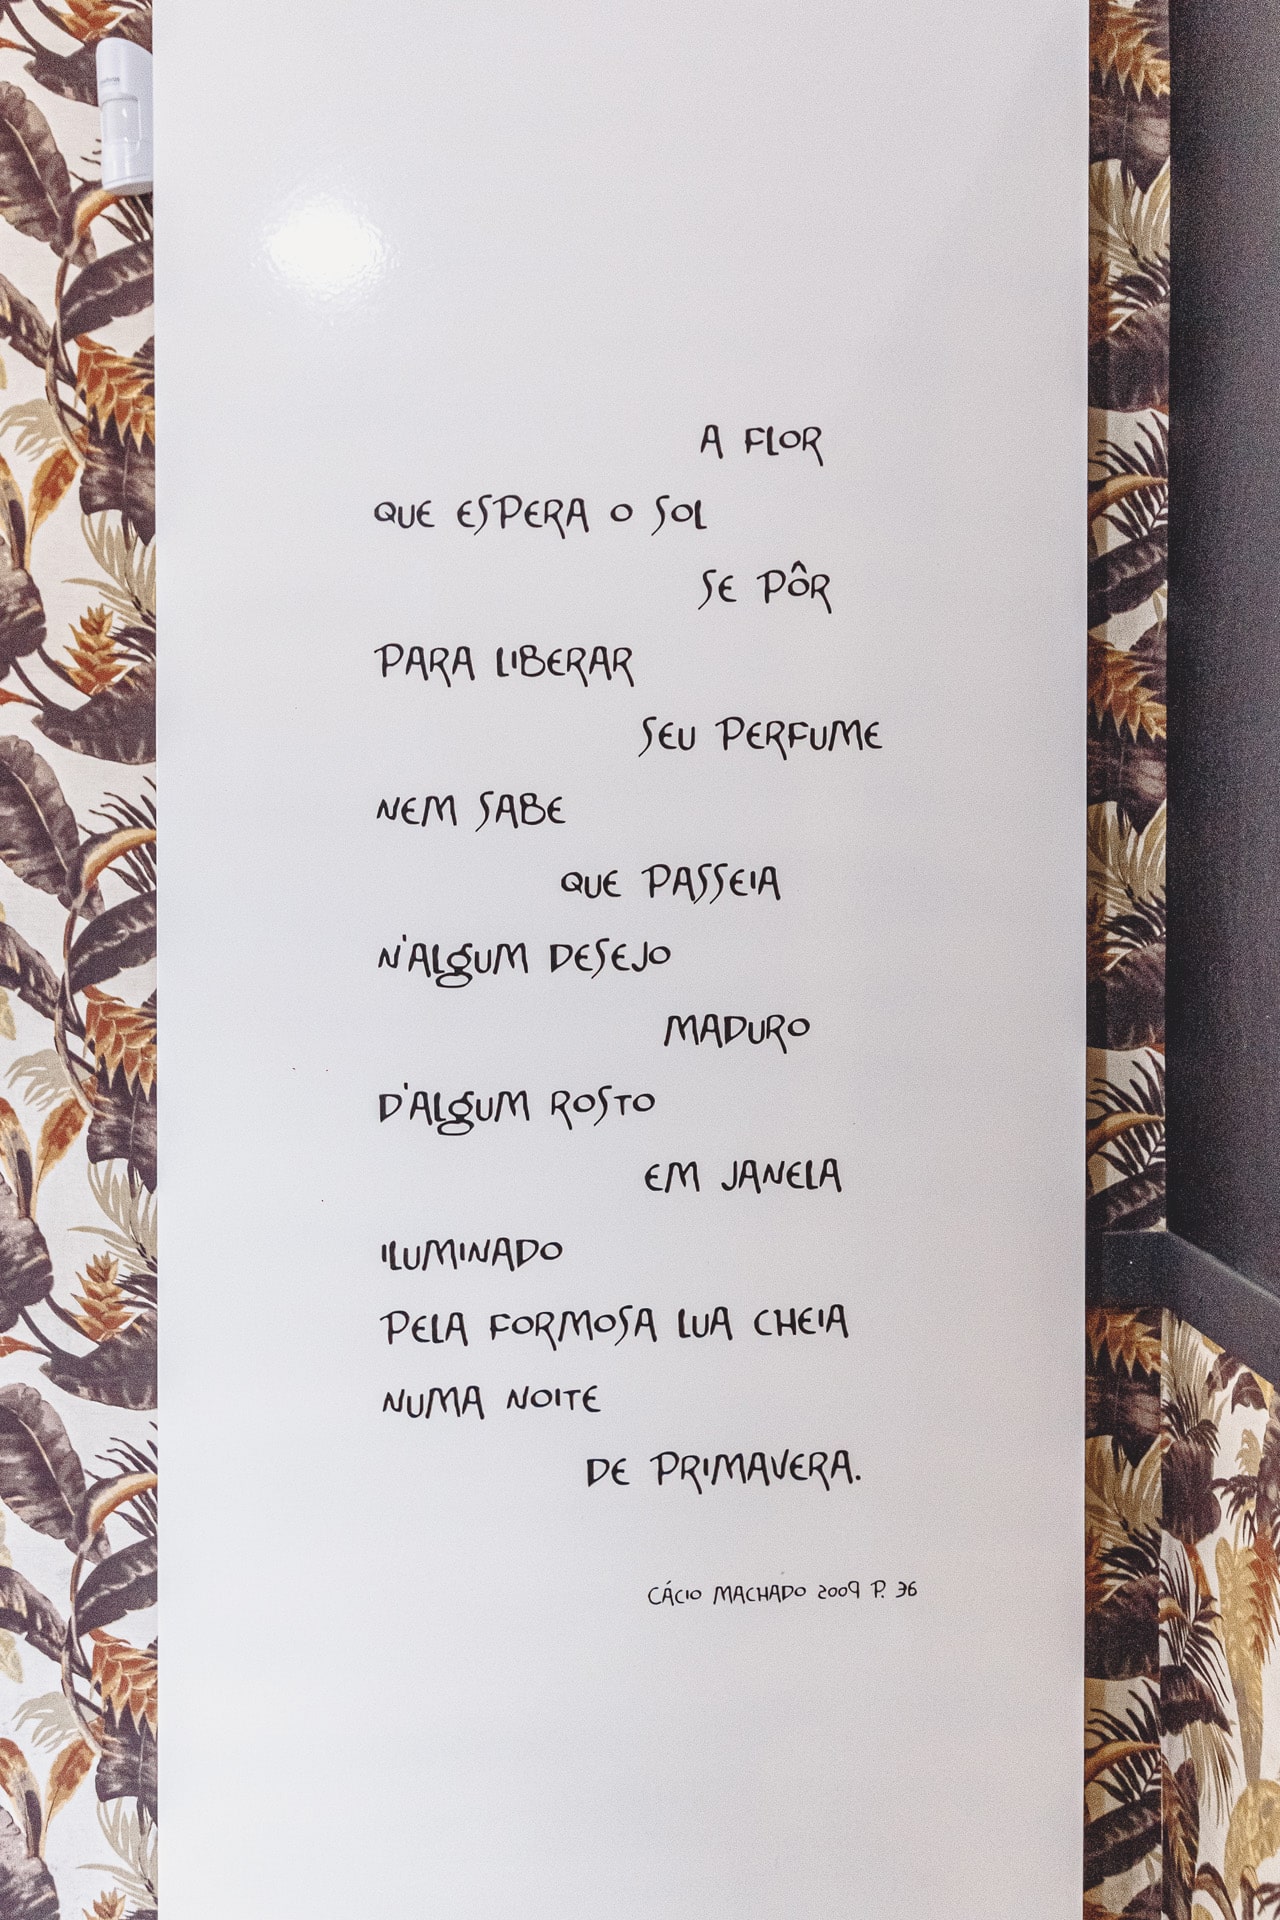 A FLOR
QUE ESPERA O SOL
SE PÔR
PARA LIBERAR
SEU PERFUME
NEM SABE
QUE PASSEIA
N'ALGUM DESEJO
MADURO
D'ALGUM ROSTO
EM JANELA
ILUMINADO
PELA FORMOSA LUA CHEIA
NUMA NOITE
DE PRIMAVERA.
CÁCIO MACHADO 2009 P. 36